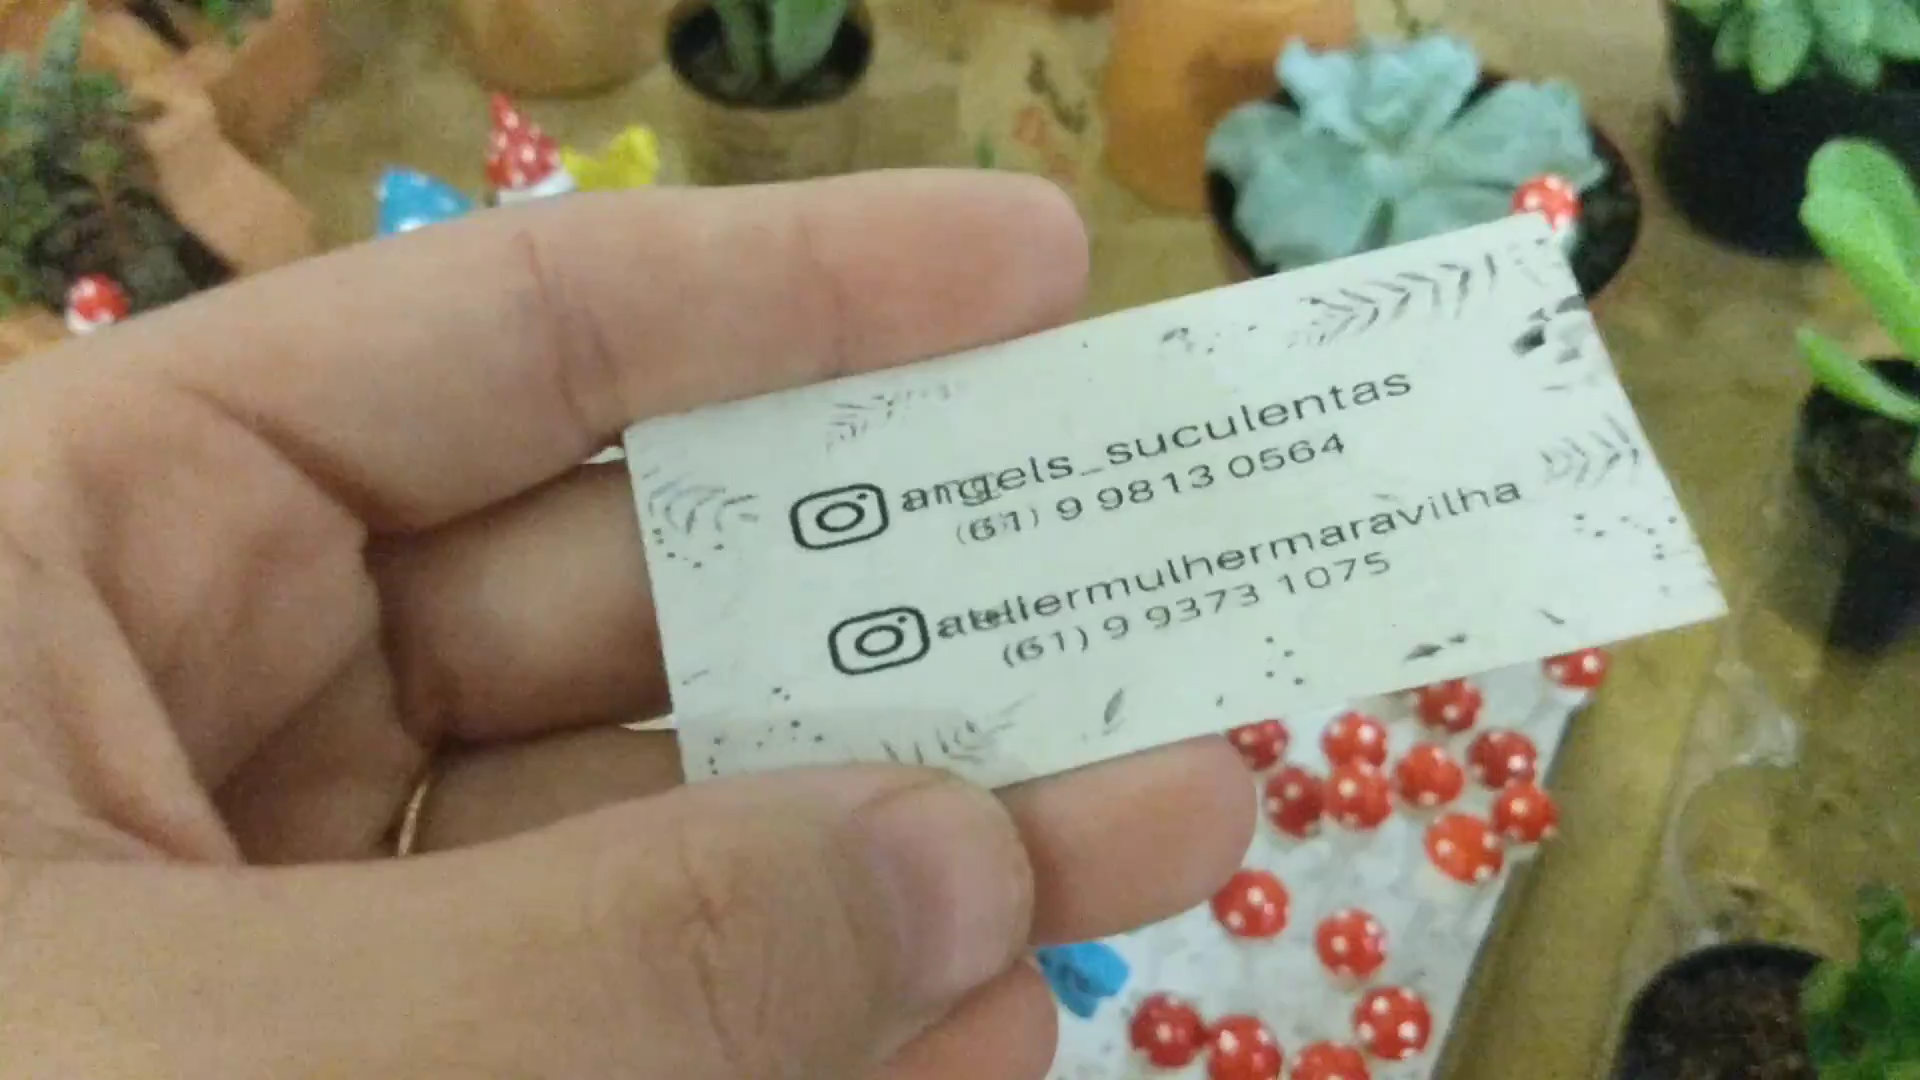 angels_suculentas
(61) 9 9813 0564
ateliermulhermaravilha
(61) 9 9373 1075